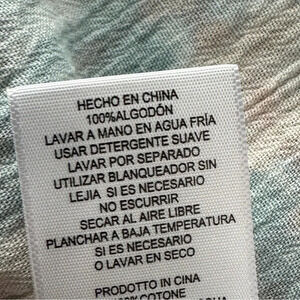 HECHO EN CHINA
100%ALGODÓN
LAVAR A MANO EN AGUA FRÍA
USAR DETERGENTE SUAVE
LAVAR POR SEPARADO
UTILIZAR BLANQUEADOR SIN
LEJIA SI ES NECESARIO
NO ESCURRIR
SECAR AL AIRE LIBRE
PLANCHAR A BAJA TEMPERATURA
SI ES NECESARIO
O LAVAR EN SECO
PRODOTTO IN CINA
100%COTONE